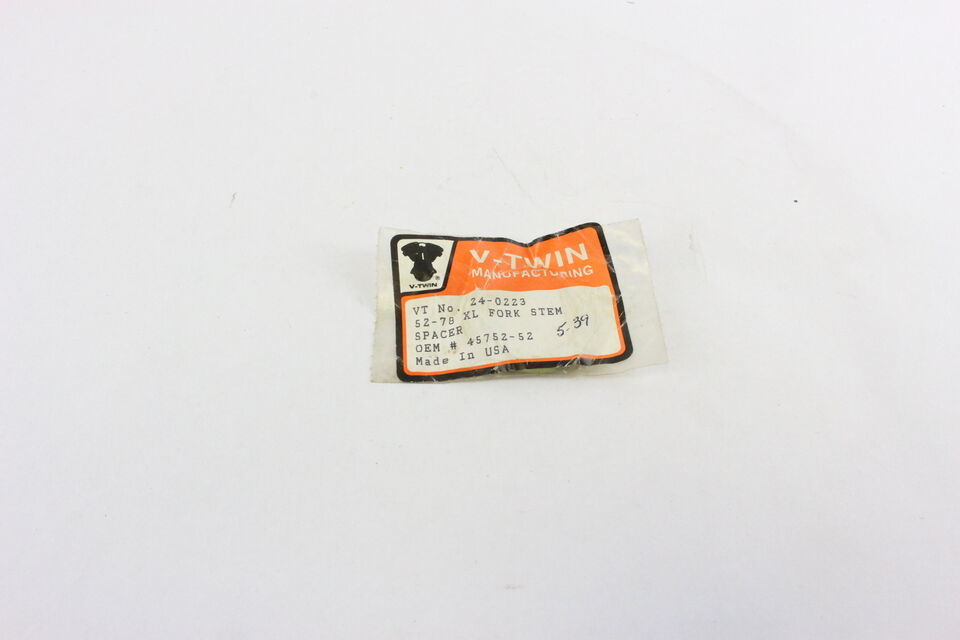 V-TWIN
MANUFACTURING
V-TWIN ®
VT No. 24-0223
52-78 XL FORK STEM
SPACER
OEM # 45752-52
Made In USA
5.39